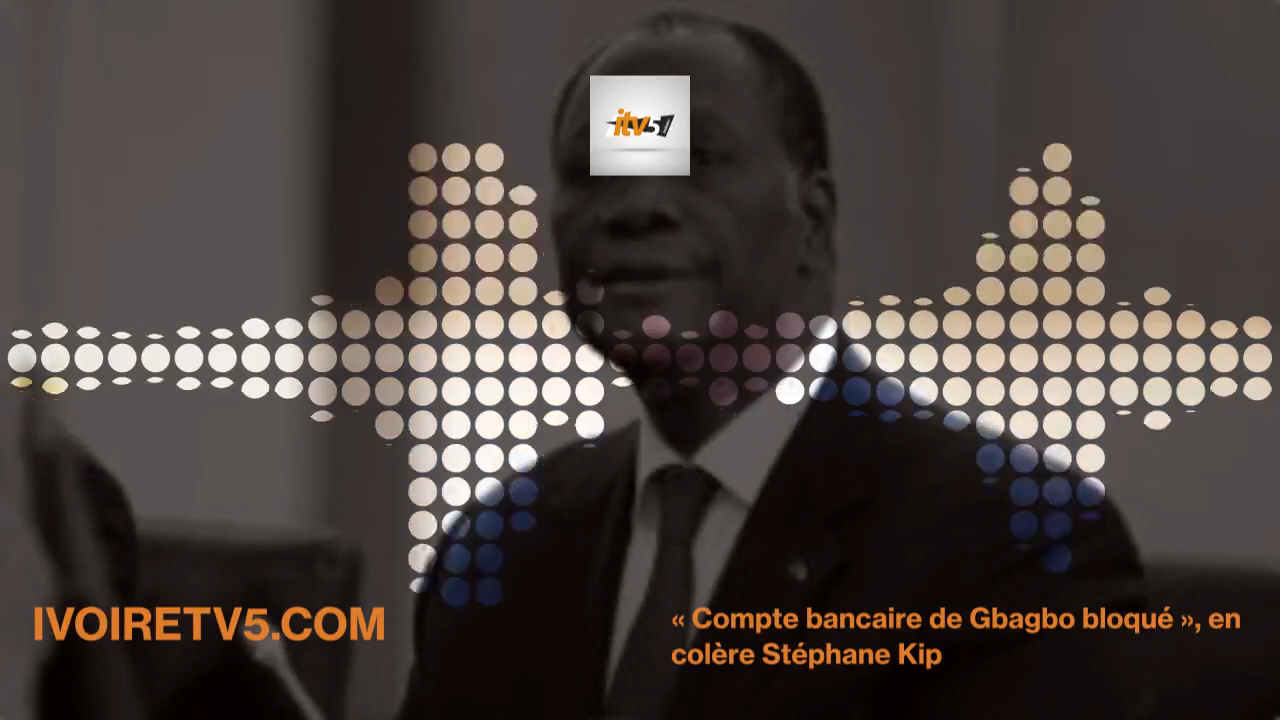 itv5
IVOIRETV5.COM
« Compte bancaire de Gbagbo bloqué », en
colère Stéphane Kip